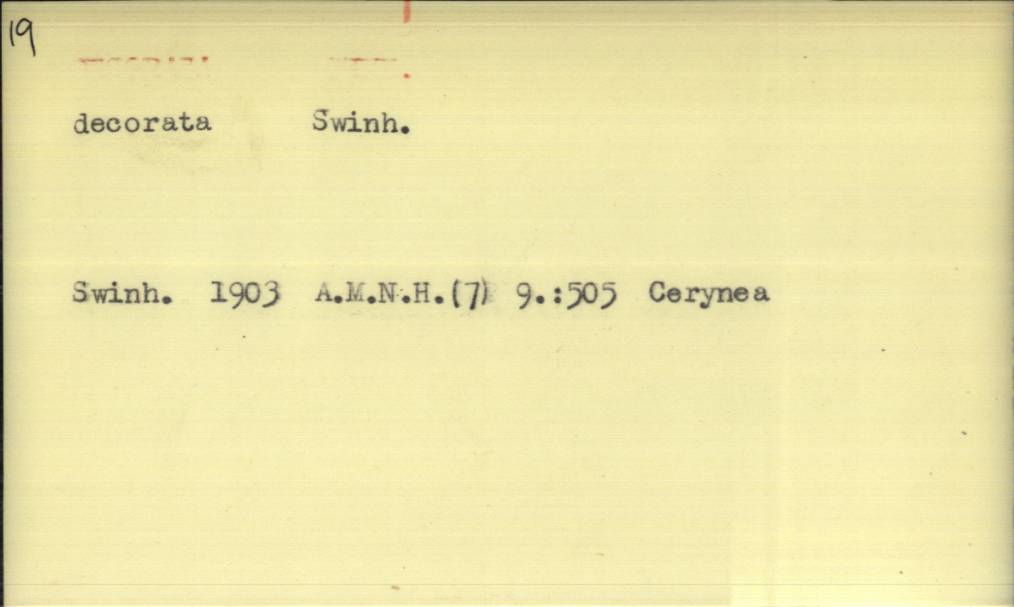 19
decorata Swinh.
Swinh. 1903 A.M.N.H.(7) 9.:505 Cerynea